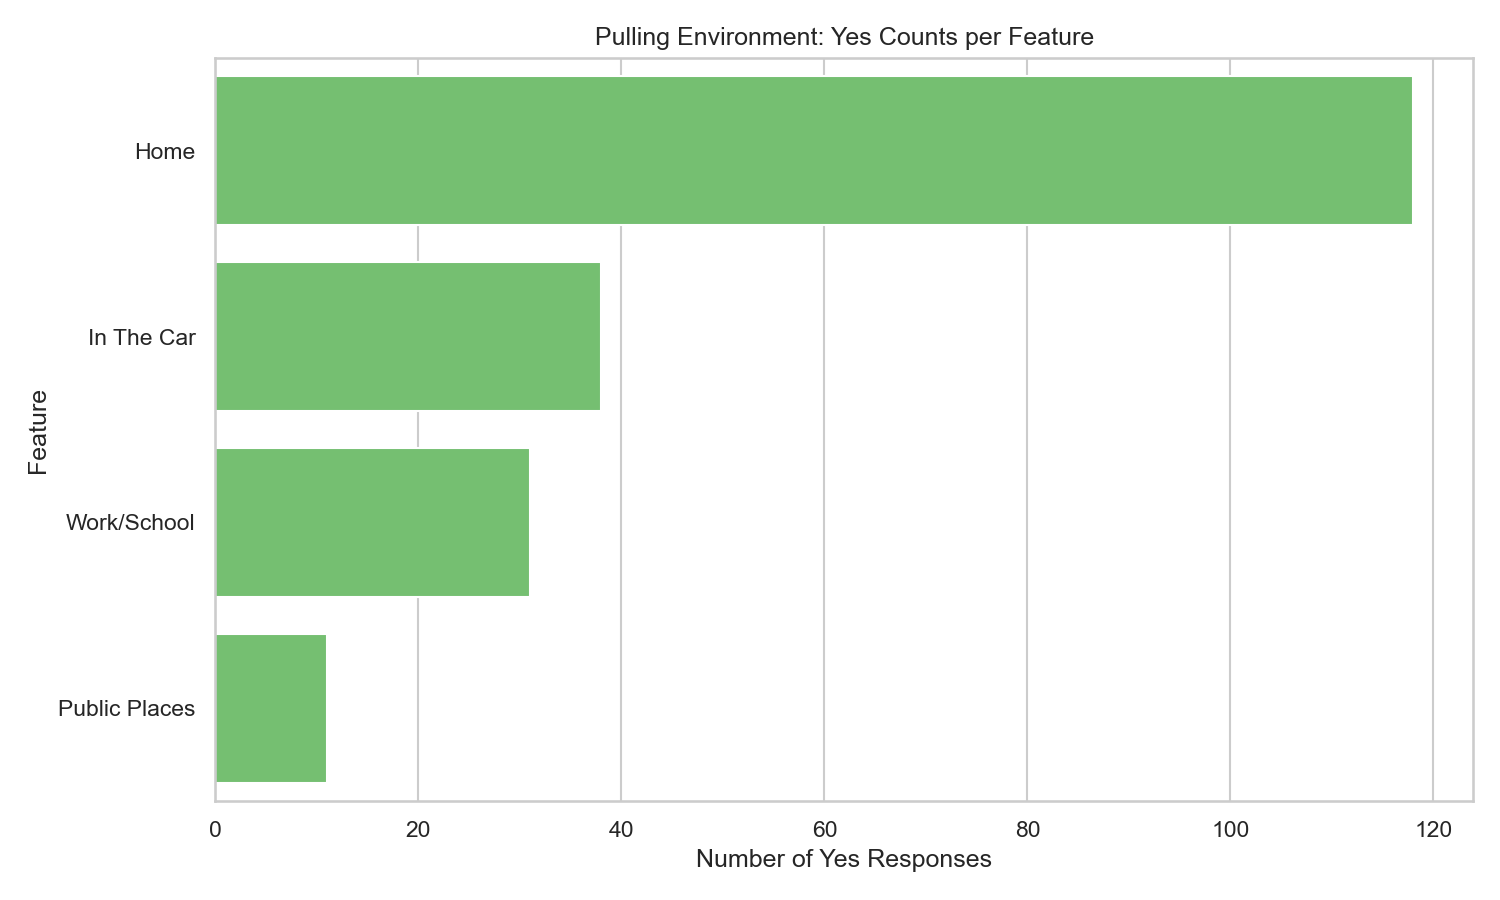 Pulling Environment: Yes Counts per Feature
Home
In The Car
Work/School
Public Places
Feature
0 20 40 60 80 100 120
Number of Yes Responses